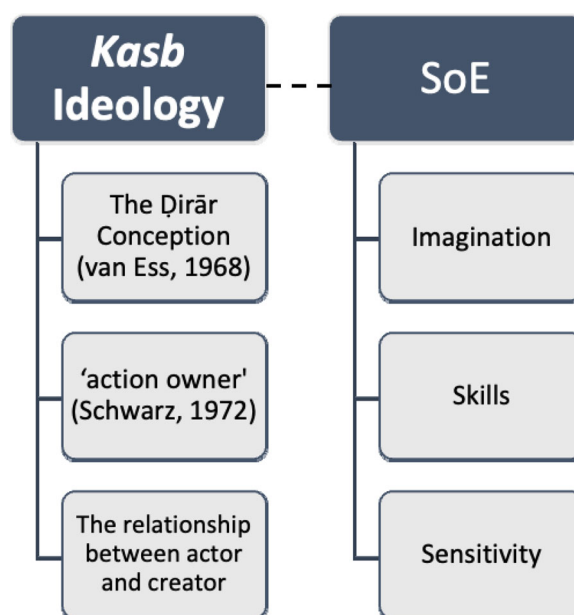 Kasb
Ideology
The Ḍirār
Conception
(van Ess, 1968)
‘action owner'
(Schwarz, 1972)
The relationship
between actor
and creator
SoE
Imagination
Skills
Sensitivity